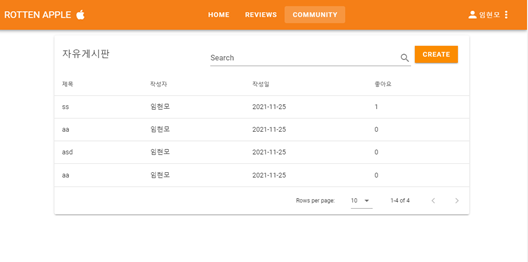 ROTTEN APPLE HOME REVIEWS COMMUNITY 임현모
자유게시판 Search CREATE
제목 작성자 작성일 좋아요
ss 임현모 2021-11-25 1
aa 임현모 2021-11-25 0
asd 임현모 2021-11-25 0
aa 임현모 2021-11-25 0
Rows per page: 10 1-4 of 4